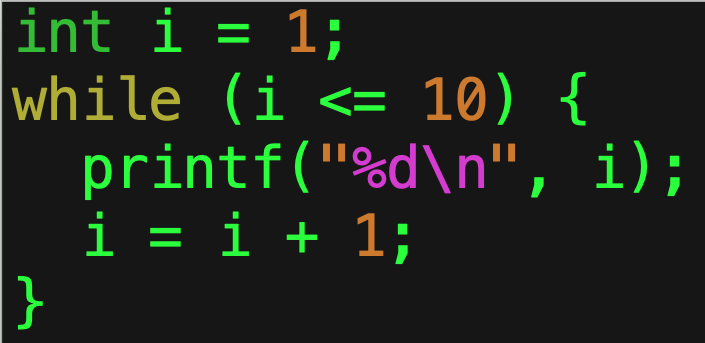 int i = 1;
while (i <= 10) {
  printf("%d\n", i);
  i = i + 1;
}